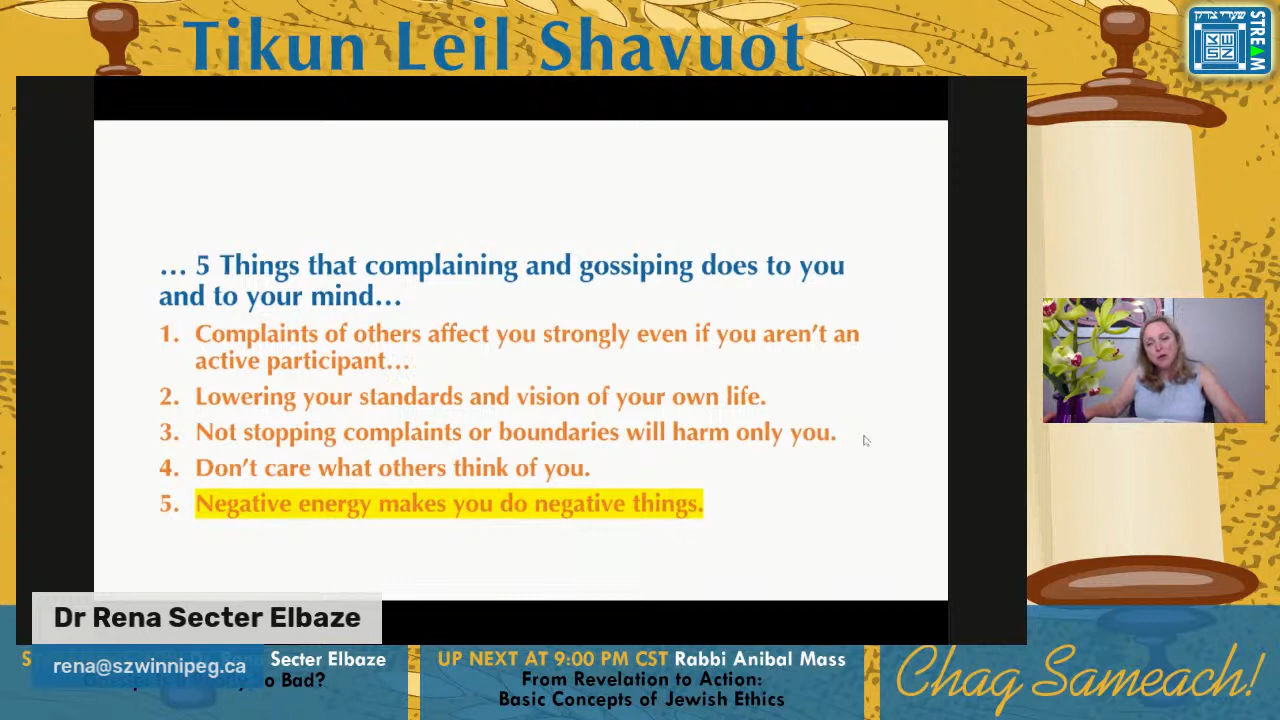 Tikun Leil Shavuot
שערי צדק
STREAM
… 5 Things that complaining and gossiping does to you
and to your mind…
1. Complaints of others affect you strongly even if you aren’t an
active participant…
2. Lowering your standards and vision of your own life.
3. Not stopping complaints or boundaries will harm only you.
4. Don’t care what others think of you.
5. Negative energy makes you do negative things.
Dr Rena Secter Elbaze
rena@szwinnipeg.ca
Secter Elbaze
o Bad?
UP NEXT AT 9:00 PM CST Rabbi Anibal Mass
From Revelation to Action:
Basic Concepts of Jewish Ethics
Chag Sameach!